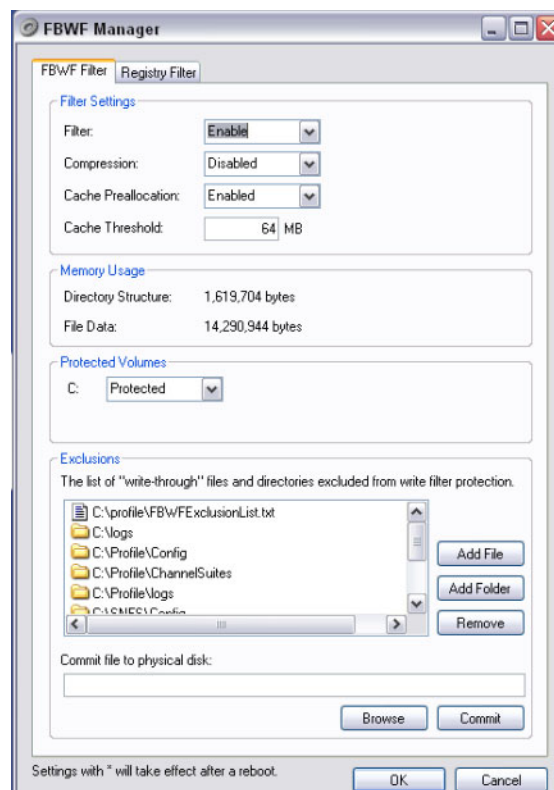 FBWF Manager
FBWF Filter Registry Filter
Filter Settings
Filter: Enable
Compression: Disabled
Cache Preallocation: Enabled
Cache Threshold: 64 MB
Memory Usage
Directory Structure: 1,619,704 bytes
File Data: 14,290,944 bytes
Protected Volumes
C: Protected
Exclusions
The list of "write-through" files and directories excluded from write filter protection.
C:\profile\FBWFExclusionList.txt
C:\logs
C:\Profile\Config
C:\Profile\ChannelSuites
C:\Profile\logs
C:\SNFS\Config
Add File
Add Folder
Remove
Commit file to physical disk:
Browse Commit
Settings with * will take effect after a reboot.
OK Cancel